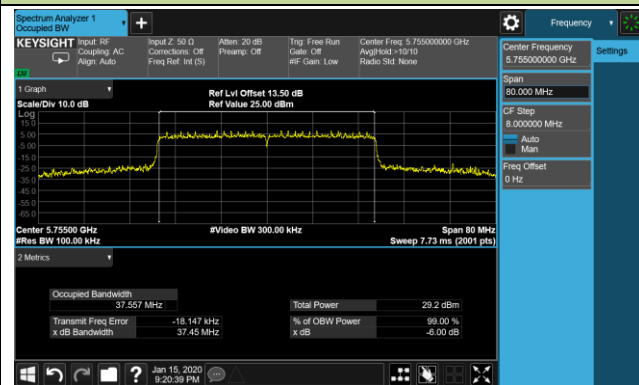 Spectrum Analyzer 1
Occupied BW
Frequency
KEYSIGHT
Input: RF
Coupling: AC
Align: Auto
Input Z: 50 Ω
Corrections: Off
Freq Ref: Int (S)
Atten: 20 dB
Preamp: Off
Trig: Free Run
Gate: Off
#IF Gain: Low
Center Freq: 5.755000000 GHz
Avg|Hold:>10/10
Radio Std: None
LXI
1 Graph
Scale/Div 10.0 dB
Ref Lvl Offset 13.50 dB
Ref Value 25.00 dBm
Log
15.0
5.00
-5.00
-15.0
-25.0
-35.0
-45.0
-55.0
-65.0
Center 5.75500 GHz
#Video BW 300.00 kHz
Span 80 MHz
#Res BW 100.00 kHz
Sweep 7.73 ms (2001 pts)
2 Metrics
Occupied Bandwidth
37.557 MHz
Total Power 29.2 dBm
Transmit Freq Error -18.147 kHz
% of OBW Power 99.00 %
x dB Bandwidth 37.45 MHz
x dB -6.00 dB
Jan 15, 2020
9:20:39 PM
Center Frequency
5.755000000 GHz
Settings
Span
80.000 MHz
CF Step
8.000000 MHz
Auto
Man
Freq Offset
0 Hz